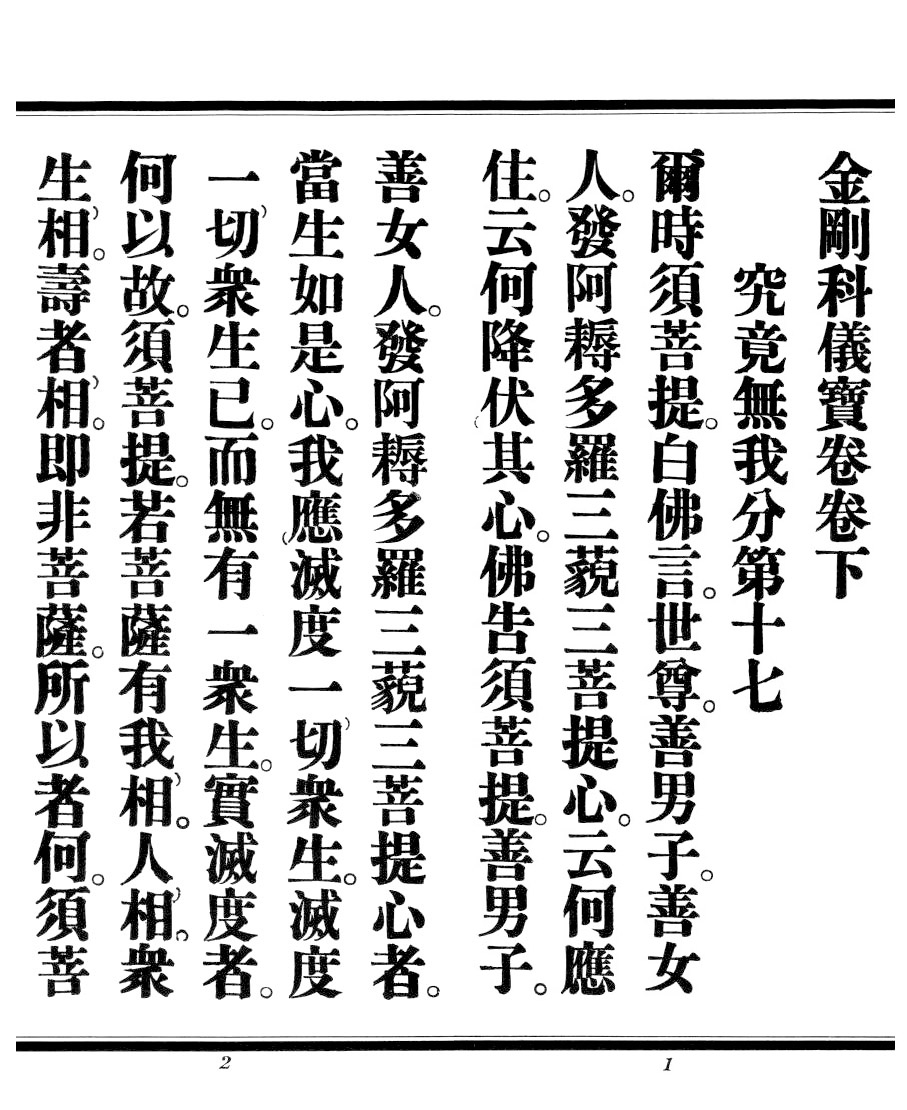 金剛科儀寶卷卷下
究竟無我分第十七
爾時須菩提。白佛言。世尊。善男子。善女
人。發阿耨多羅三藐三菩提心。云何應
住。云何降伏其心。佛告須菩提。善男子。
善女人。發阿耨多羅三藐三菩提心者。
當生如是心。我應滅度一切衆生。滅度
一切衆生已。而無有一衆生。實滅度者。
何以故。須菩提。若菩薩有我相。人相。衆
生相。壽者相。即非菩薩。所以者何。須菩
1
2